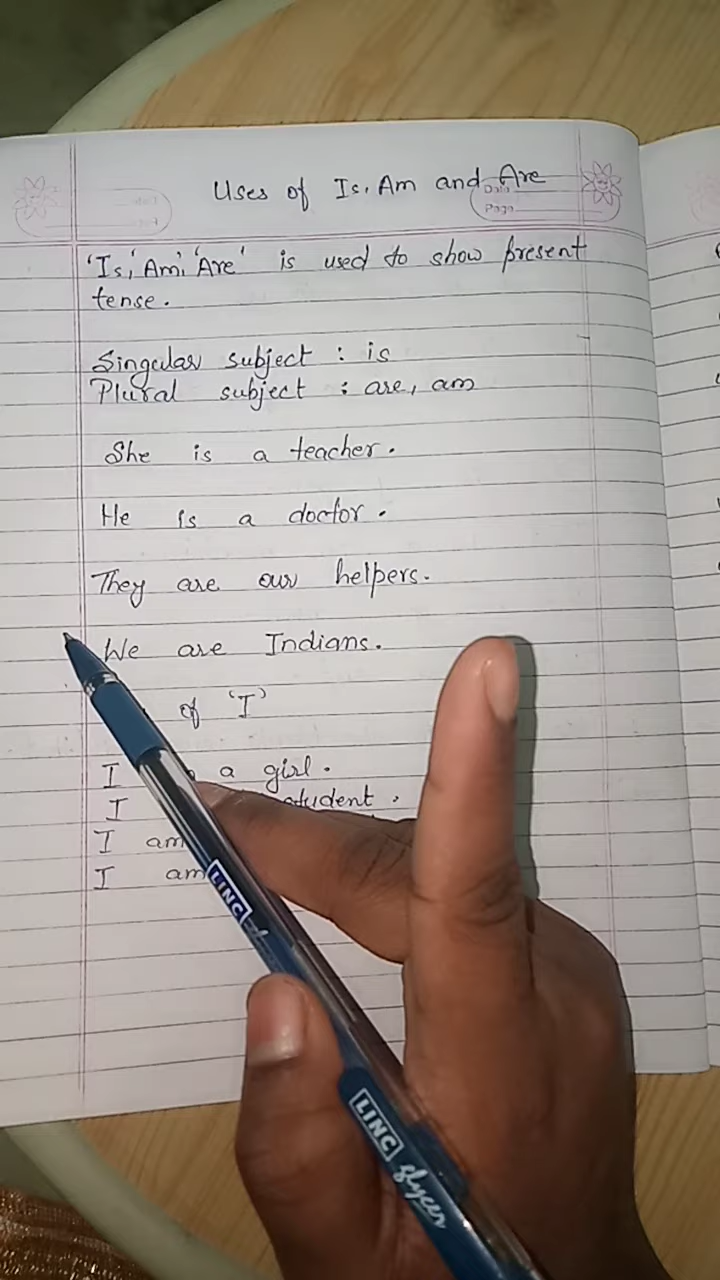 Uses of Is, Am and Are
Data
Page
'Is,' Am', 'Are' is used to show present
tense.
Singular subject : is
Plural subject : are, am
She is a teacher.
He is a doctor.
They are our helpers.
We are Indians.
of 'I'
I a girl.
I student.
I am
I am
LINC
LINC glycer